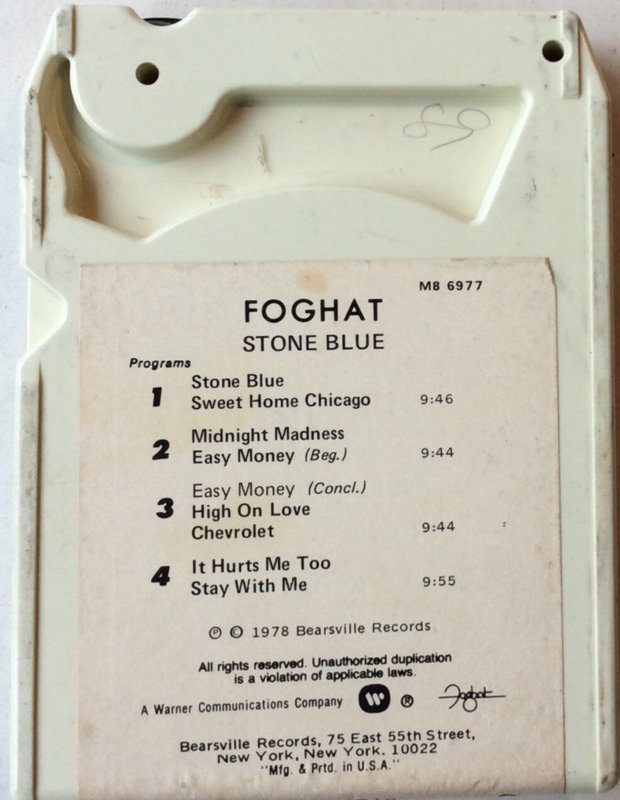 M8 6977
FOGHAT
STONE BLUE
Programs
1 Stone Blue
Sweet Home Chicago 9:46
2 Midnight Madness
Easy Money (Beg.) 9:44
3 Easy Money (Concl.)
High On Love
Chevrolet 9:44
4 It Hurts Me Too
Stay With Me 9:55
℗ © 1978 Bearsville Records
All rights reserved. Unauthorized duplication
is a violation of applicable laws.
A Warner Communications Company W ® Foghat
Bearsville Records, 75 East 55th Street,
New York, New York. 10022
"Mfg. & Prtd. in U.S.A."